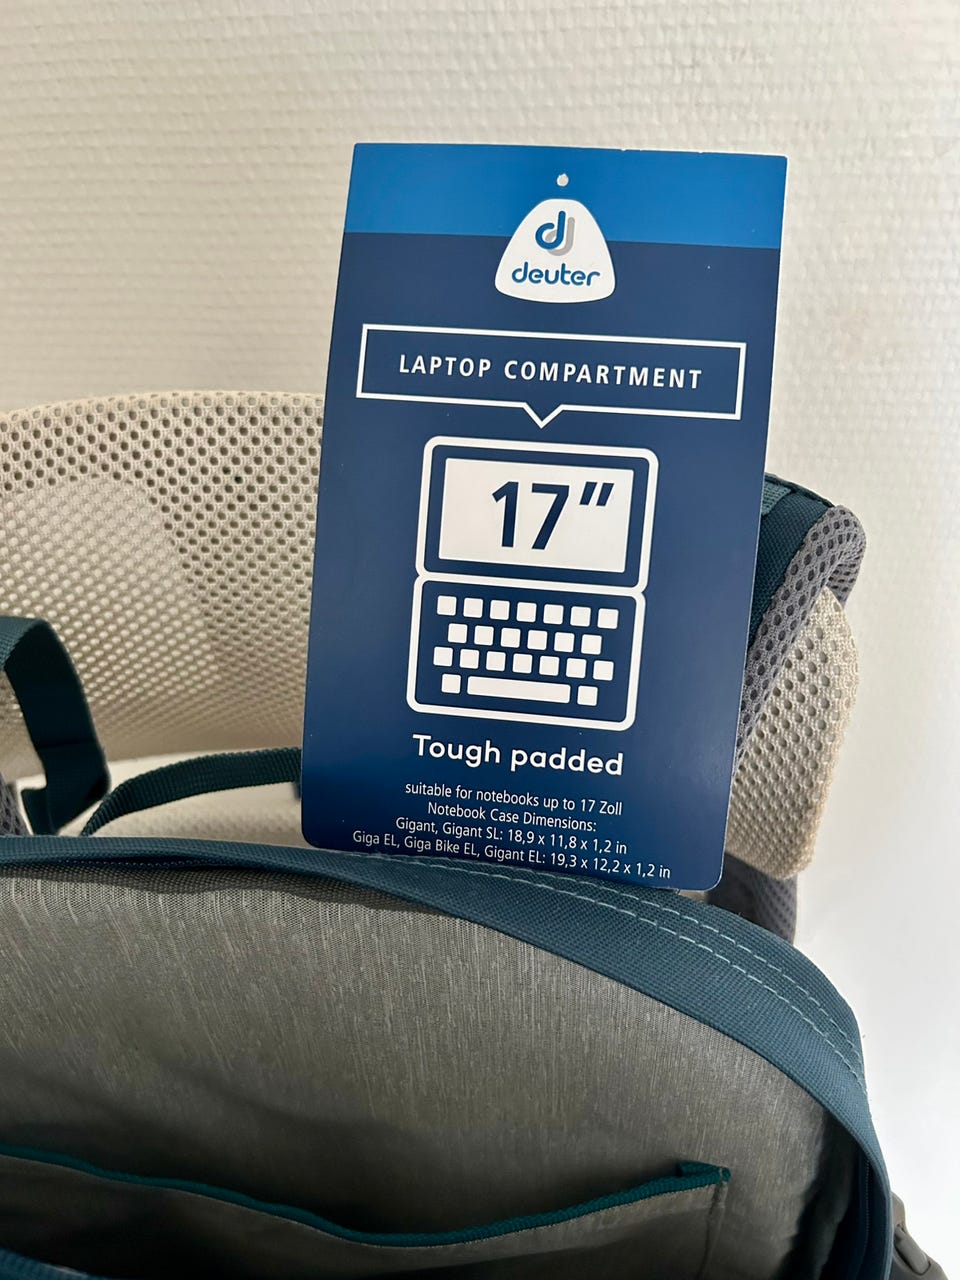 deuter
LAPTOP COMPARTMENT
17"
Tough padded
suitable for notebooks up to 17 Zoll
Notebook Case Dimensions:
Gigant, Gigant SL: 18,9 x 11,8 x 1,2 in
Giga EL, Giga Bike EL, Gigant EL: 19,3 x 12,2 x 1,2 in